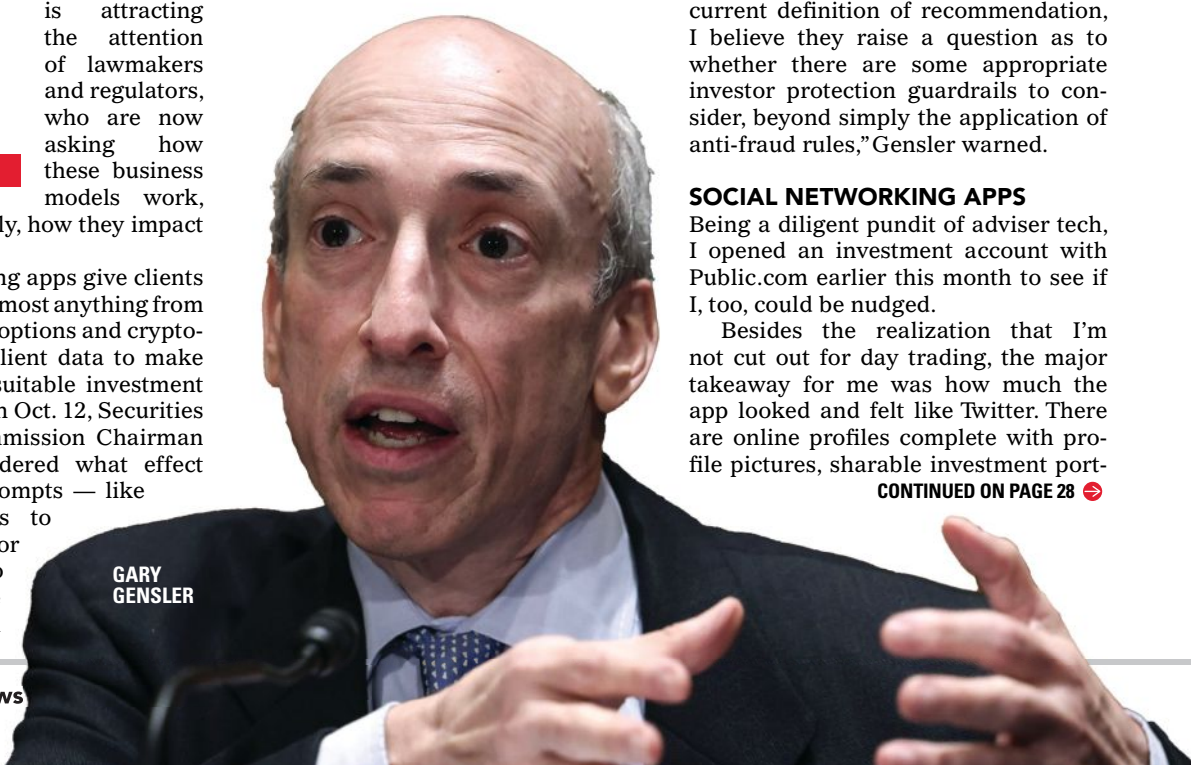 is attracting
the attention
of lawmakers
and regulators,
who are now
asking how
these business
models work,
ly, how they impact
ng apps give clients
most anything from
options and crypto-
lient data to make
suitable investment
n Oct. 12, Securities
mmission Chairman
dered what effect
ompts — like
s to
or
GARY
GENSLER
ws
current definition of recommendation,
I believe they raise a question as to
whether there are some appropriate
investor protection guardrails to con-
sider, beyond simply the application of
anti-fraud rules,” Gensler warned.
SOCIAL NETWORKING APPS
Being a diligent pundit of adviser tech,
I opened an investment account with
Public.com earlier this month to see if
I, too, could be nudged.
Besides the realization that I’m
not cut out for day trading, the major
takeaway for me was how much the
app looked and felt like Twitter. There
are online profiles complete with pro-
file pictures, sharable investment port-
CONTINUED ON PAGE 28